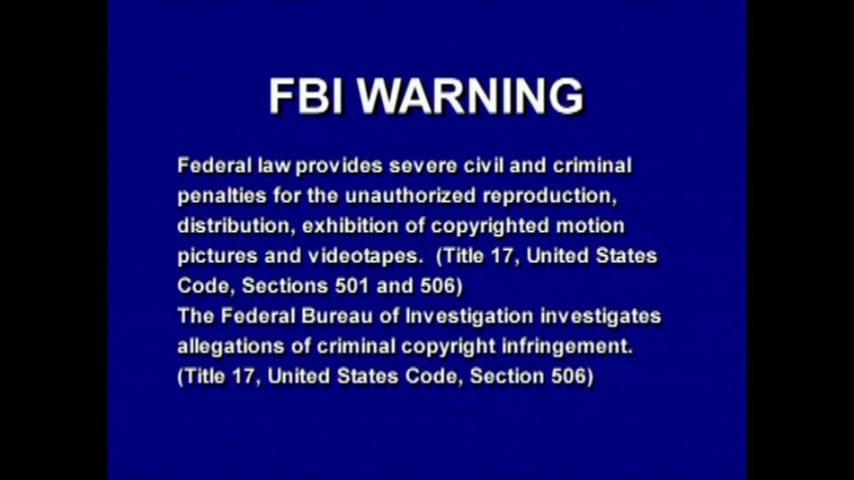 FBI WARNING
Federal law provides severe civil and criminal
penalties for the unauthorized reproduction,
distribution, exhibition of copyrighted motion
pictures and videotapes. (Title 17, United States
Code, Sections 501 and 506)
The Federal Bureau of Investigation investigates
allegations of criminal copyright infringement.
(Title 17, United States Code, Section 506)